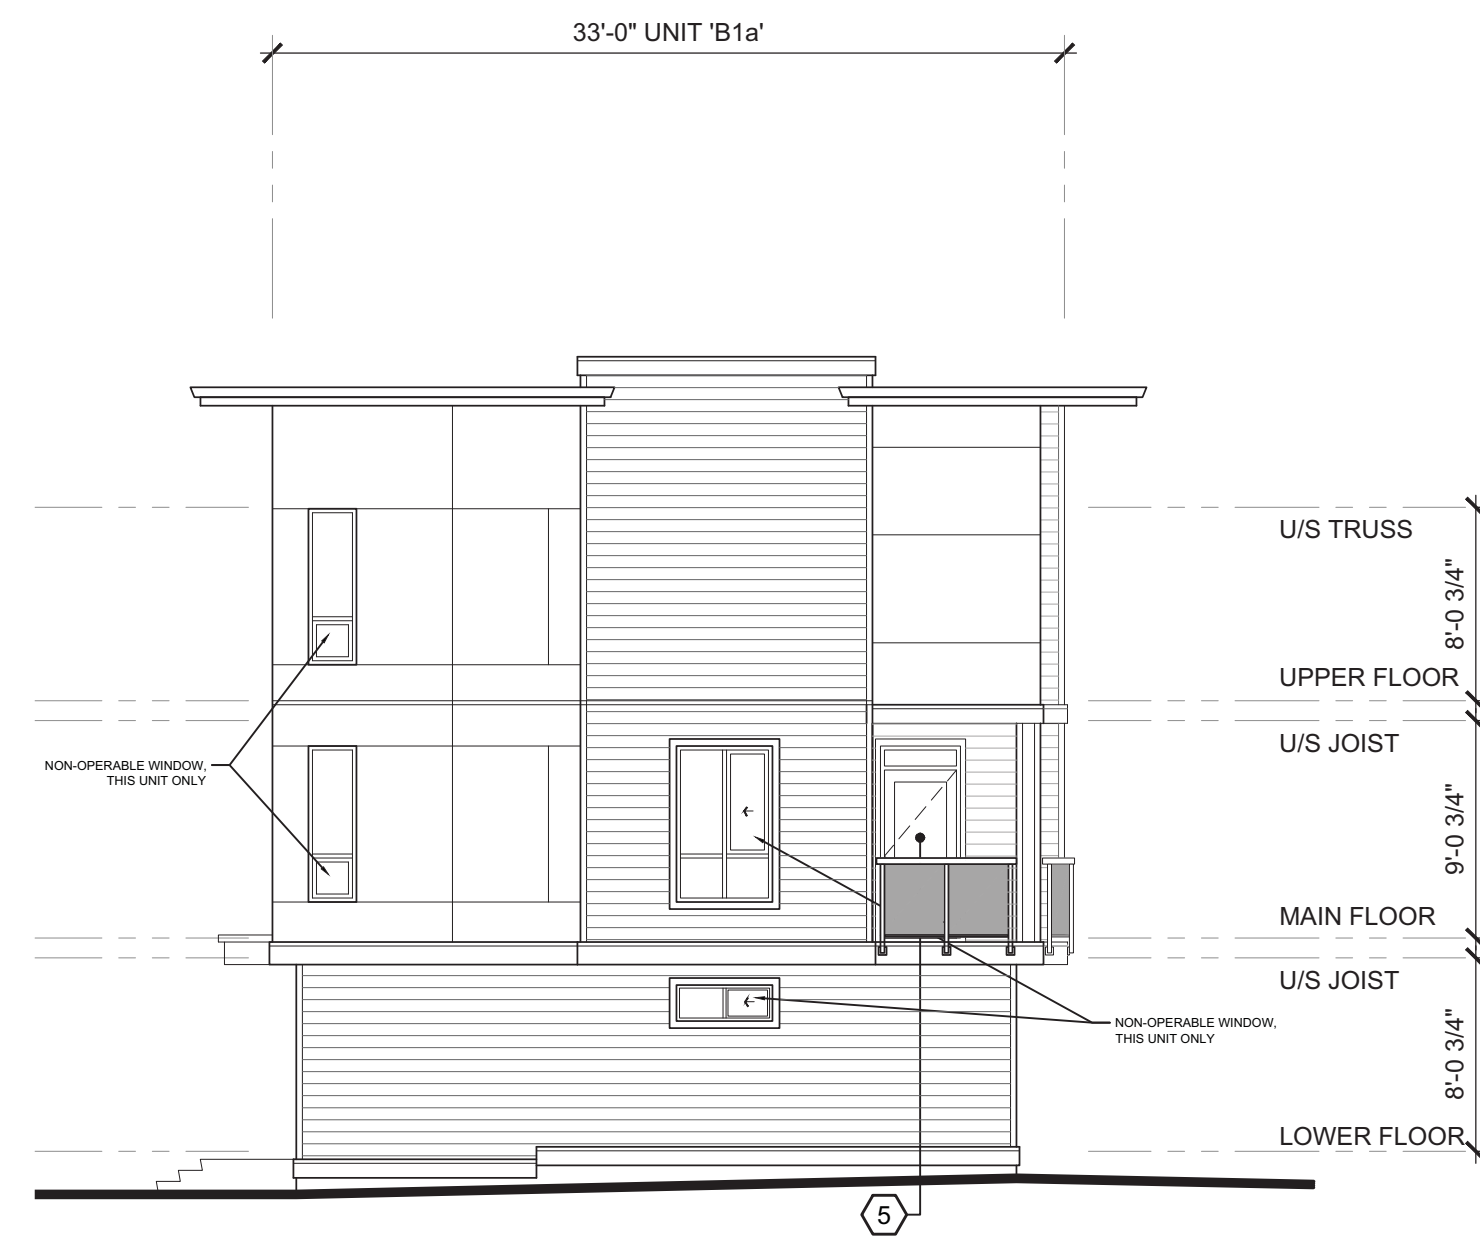 33'-0" UNIT 'B1a'
U/S TRUSS
8'-0 3/4"
UPPER FLOOR
U/S JOIST
NON-OPERABLE WINDOW,
THIS UNIT ONLY
9'-0 3/4"
MAIN FLOOR
U/S JOIST
NON-OPERABLE WINDOW,
THIS UNIT ONLY
8'-0 3/4"
LOWER FLOOR
5